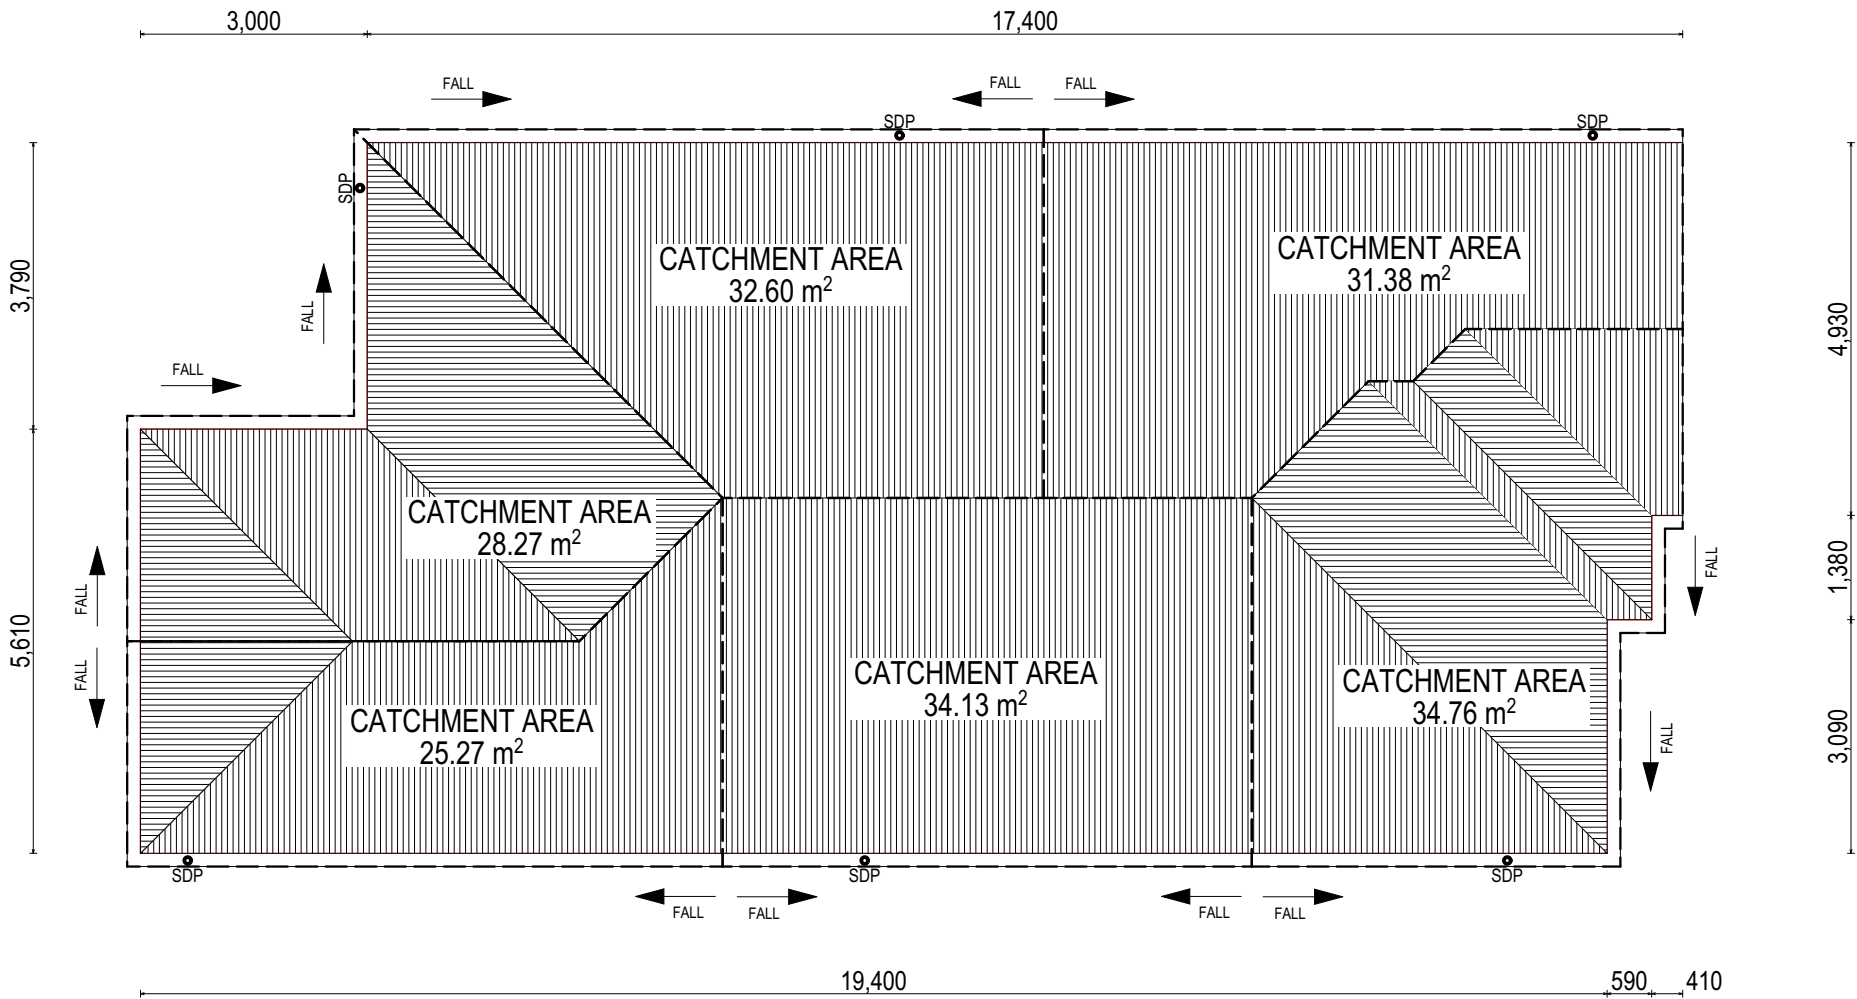 3,000
17,400
FALL
FALL
FALL
SDP
SDP
SDP
3,790
FALL
FALL
CATCHMENT AREA
32.60 m²
CATCHMENT AREA
31.38 m²
4,930
CATCHMENT AREA
28.27 m²
FALL
FALL
5,610
1,380
FALL
CATCHMENT AREA
25.27 m²
CATCHMENT AREA
34.13 m²
CATCHMENT AREA
34.76 m²
FALL
3,090
SDP
SDP
SDP
FALL
FALL
FALL
FALL
19,400
590
410